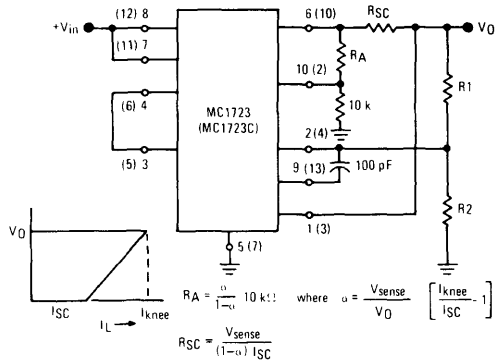 (12) 8
6 (10)
RSC
+Vin
VO
(11) 7
RA
10 (2)
R1
(6) 4
MC1723
(MC1723C)
10 k
2 (4)
9 (13)
100 pF
(5) 3
R2
1 (3)
5 (7)
VO
ISC
IL
Iknee
RA = α/1-α 10 kΩ where α = Vsense/VO [Iknee/ISC - 1]
RSC = Vsense/(1-α) ISC